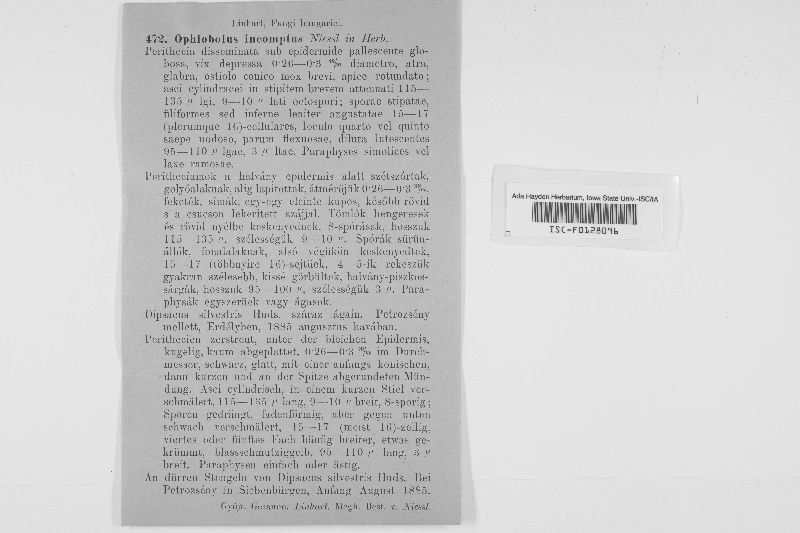 Linhart, Fungi hungarici.
472. Ophiobolus incomptus Niessl in Herb.
Perithecia disseminata sub epidermide pallescente glo-
bosa, vix depressa 0·26—0·3 m/m diametro, atra,
glabra, ostiolo conico mox brevi, apice rotundato;
asci cylindracei in stipitem brevem attenuati 115—
135 μ lgi, 9—10 μ lati octospori; sporae stipatae,
filiformes sed inferne leniter angustatae 15—17
(plerumque 16)-cellulares, loculo quarto vel quinto
saepe nodoso, parum flexuosae, dilute lutescentes
95—110 μ lgae, 3 μ ltae. Paraphyses simplices vel
laxe ramosae.
Peritheciumok a halvány epidermis alatt szétszórtak,
golyóalakuak, alig lapítottak, átmérőjük 0·26—0·3 m/m,
feketék, simák, egy-egy eleinte kupos, később rövid
s a csucson lekerített szájjal. Tömlők hengeresek
és rövid nyélbe keskenyednek, 8-spórásak, hosszuk
115—135 μ, szélességük 9—10 μ. Spórák sürün-
állók, fonalalakuak, alsó végükön keskenyedtek,
15—17 (többnyire 16)-sejtüek, 4—5-ik rekeszük
gyakran szélesebb, kissé görbültek, halvány-piszkos-
sárgák, hosszuk 95—100 μ, szélességük 3 μ. Para-
physák egyszerüek vagy ágasok.
Dipsacus silvestris Huds. száraz ágain. Petrozsény
mellett, Erdélyben, 1885 augusztus havában.
Perithecien zerstreut, unter der bleichen Epidermis,
kugelig, kaum abgeplattet, 0·26—0·3 m/m im Durch-
messer, schwarz, glatt, mit einer anfangs konischen,
dann kurzen und an der Spitze abgerundeten Mün-
dung. Asci cylindrisch, in einem kurzen Stiel ver-
schmälert, 115—135 μ lang, 9—10 μ breit, 8-sporig;
Sporen gedrängt, fadenförmig, aber gegen unten
schwach verschmälert, 15—17 (meist 16)-zellig,
viertes oder fünftes Fach häufig breiter, etwas ge-
krümmt, blassschmutziggelb, 95—110 μ lang, 3 μ
breit. Paraphysen einfach oder ästig.
An dürren Stengeln von Dipsacus silvestris Huds. Bei
Petrozsény in Siebenbürgen, Anfang August 1885.
Gyüjt. Gesamm. Linhart. Megh. Best. v. Niessl.
Ada Hayden Herbarium, Iowa State Univ.-ISC/IA
ISC-F0128096